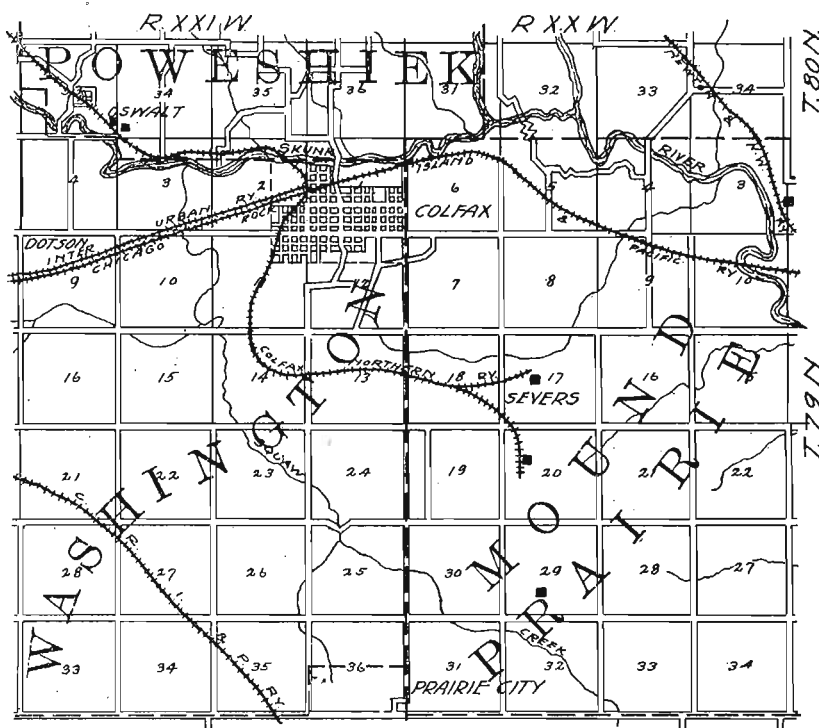 R XXI W.
R XX W.
T. 80 N.
POWESHIEK
34 35 36 31 32 33 34
OSWALT
SKUNK
RIVER
4 3 2 1 6 5 4 3
INTER URBAN RY
CHICAGO ROCK ISLAND & PACIFIC RY
COLFAX
DOTSON
9 10 12 7 8 9 10
COLFAX NORTHERN RY
16 15 14 13 18 17 16 15
SEVERS
T. 79 N.
WASHINGTON
MOUND PRAIRIE
21 22 23 24 19 20 21 22
SQUAW
CREEK
28 27 26 25 30 29 28 27
C. R. I. & P. RY.
33 34 35 36 31 32 33 34
PRAIRIE CITY